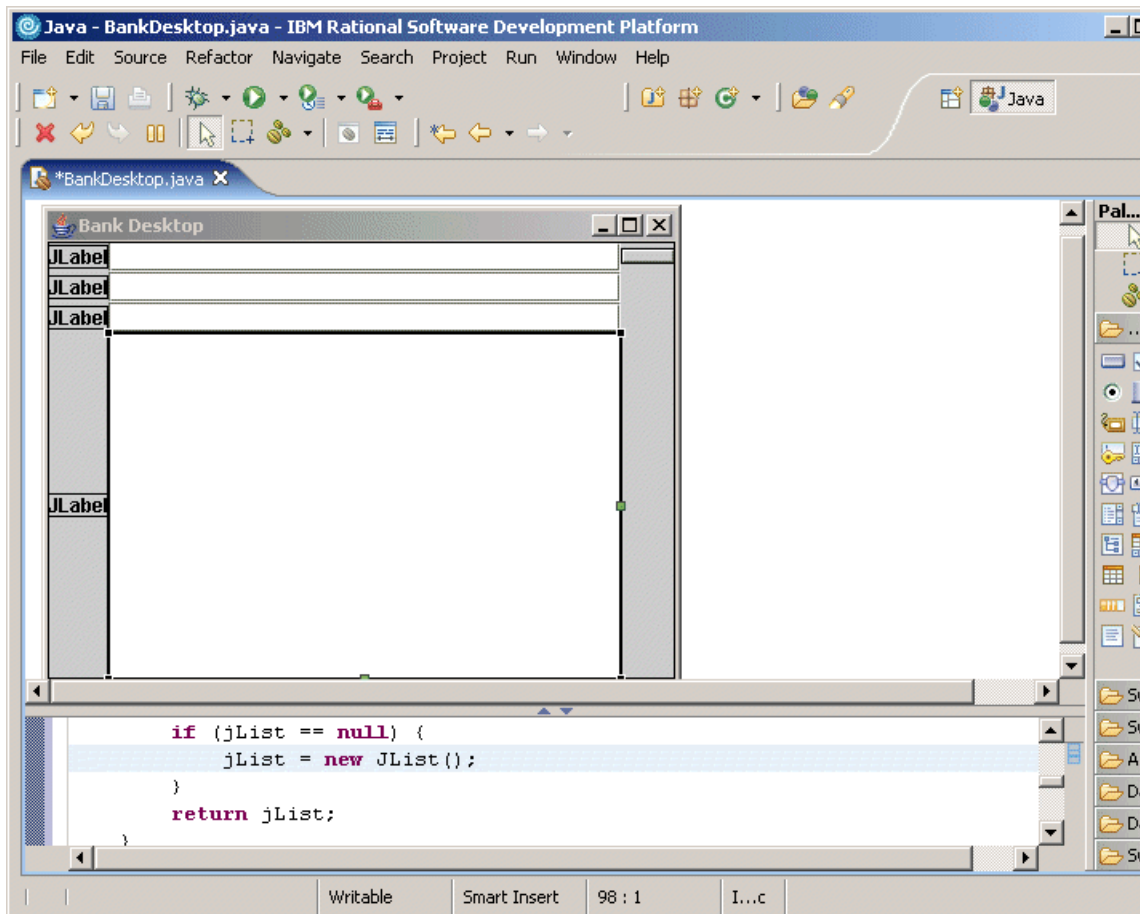 Java - BankDesktop.java - IBM Rational Software Development Platform
File Edit Source Refactor Navigate Search Project Run Window Help
Java
*BankDesktop.java
Pal...
Bank Desktop
JLabel
JLabel
JLabel
...
JLabel
if (jList == null) {
jList = new JList();
}
return jList;
}
Writable Smart Insert 98 : 1 I...c